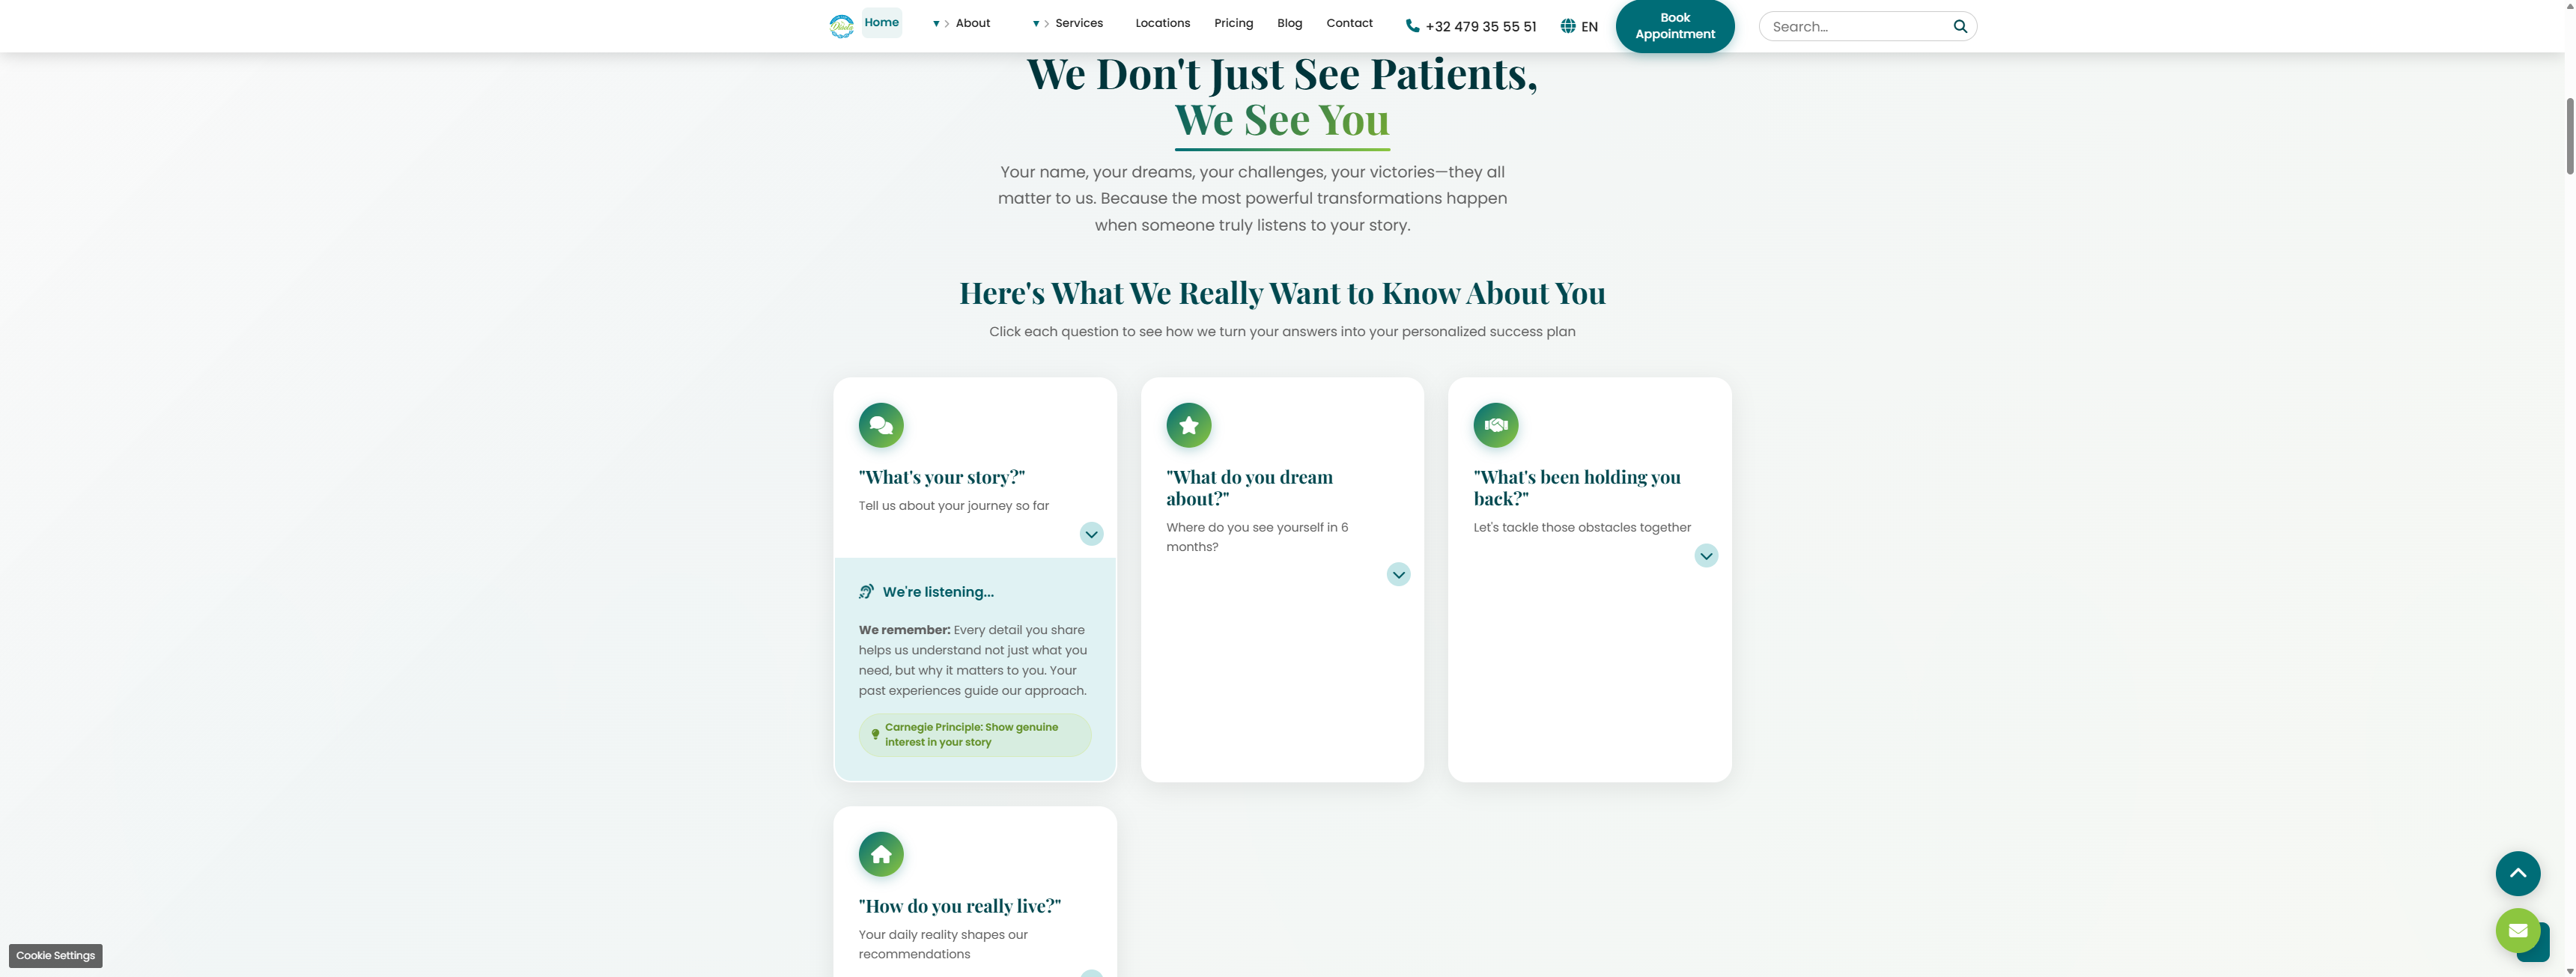 Home
About
Services
Locations
Pricing
Blog
Contact
+32 479 35 55 51
EN
Book
Appointment
Search...
We Don't Just See Patients,
We See You
Your name, your dreams, your challenges, your victories—they all
matter to us. Because the most powerful transformations happen
when someone truly listens to your story.
Here's What We Really Want to Know About You
Click each question to see how we turn your answers into your personalized success plan
"What's your story?"
Tell us about your journey so far
We're listening...
We remember: Every detail you share
helps us understand not just what you
need, but why it matters to you. Your
past experiences guide our approach.
Carnegie Principle: Show genuine
interest in your story
"What do you dream
about?"
Where do you see yourself in 6
months?
"What's been holding you
back?"
Let's tackle those obstacles together
"How do you really live?"
Your daily reality shapes our
recommendations
Cookie Settings